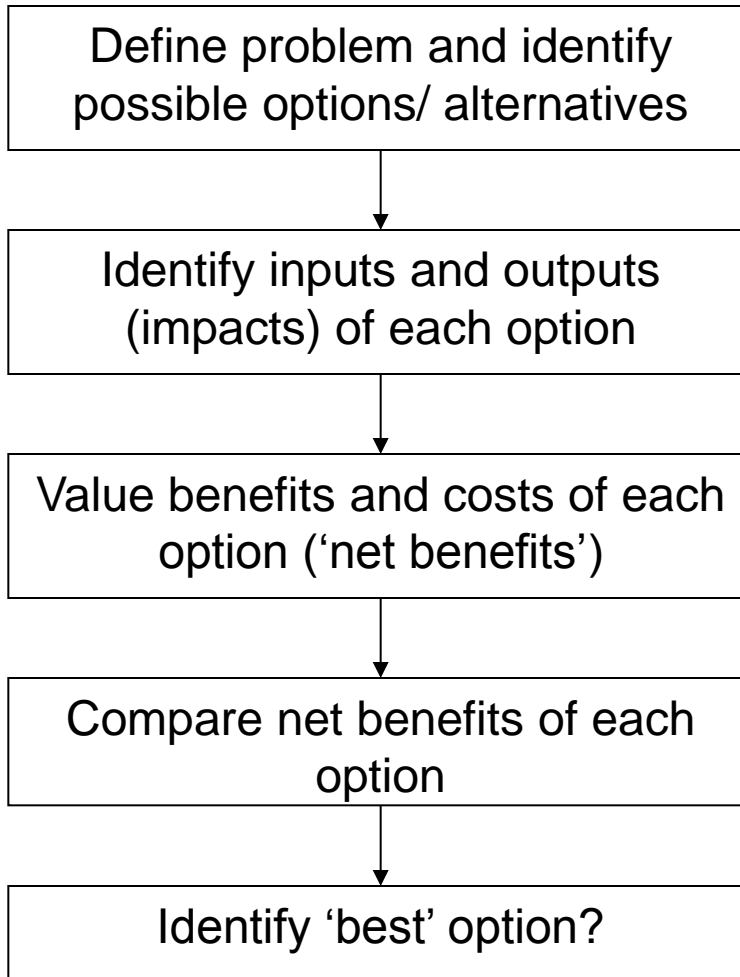 Define problem and identify
possible options/ alternatives
Identify inputs and outputs
(impacts) of each option
Value benefits and costs of each
option (‘net benefits’)
Compare net benefits of each
option
Identify ‘best’ option?